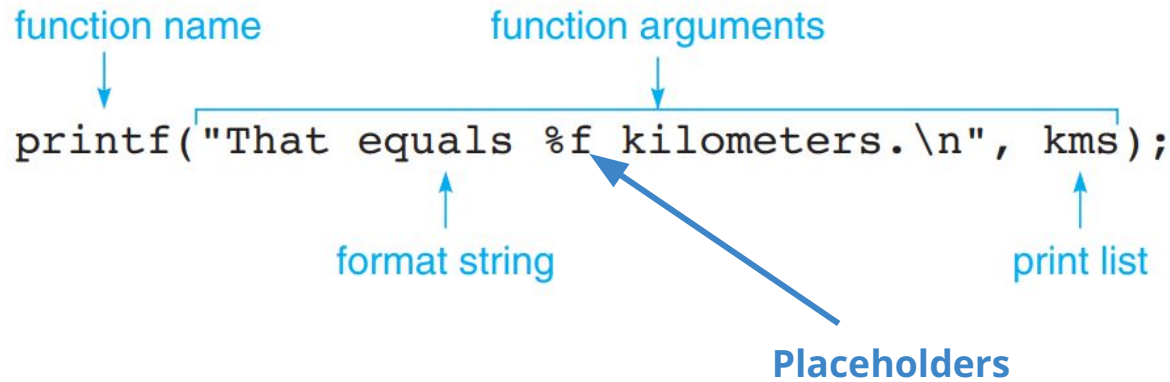 function name function arguments
printf("That equals %f kilometers.\n", kms);
format string print list
Placeholders